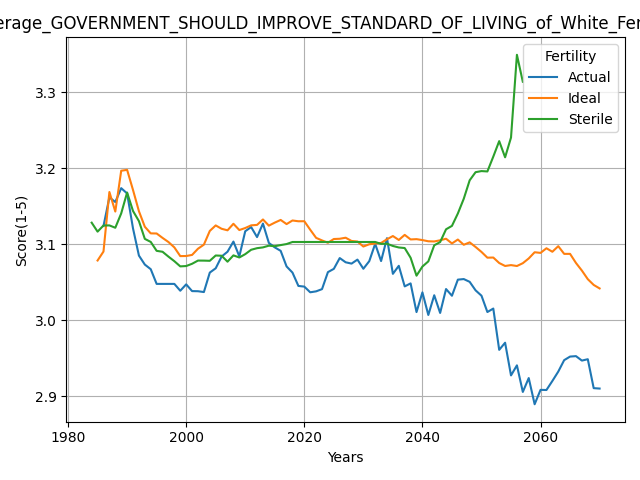 erage_GOVERNMENT_SHOULD_IMPROVE_STANDARD_OF_LIVING_of_White_Fer
Fertility
Actual
Ideal
Sterile
Score(1-5)
3.3
3.2
3.1
3.0
2.9
1980 2000 2020 2040 2060
Years